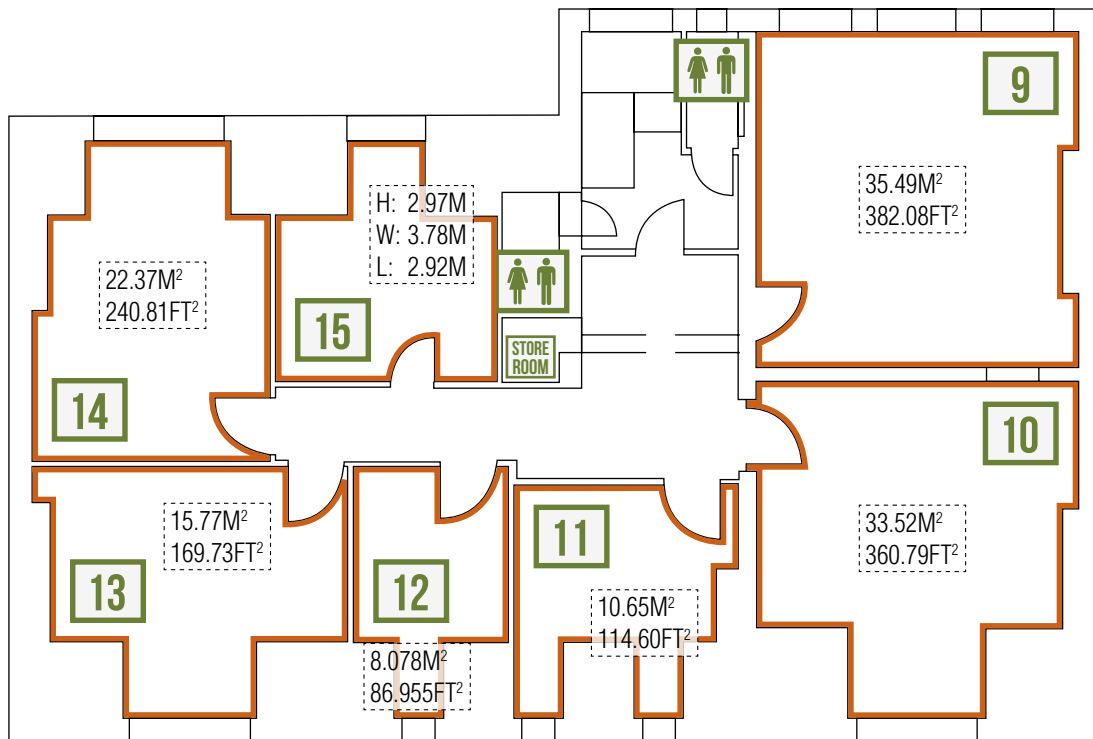 9
35.49M²
382.08FT²
H: 2.97M
W: 3.78M
L: 2.92M
22.37M²
240.81FT²
15
STORE
ROOM
14
10
15.77M²
169.73FT²
11
33.52M²
360.79FT²
13
12
10.65M²
114.60FT²
8.078M²
86.955FT²